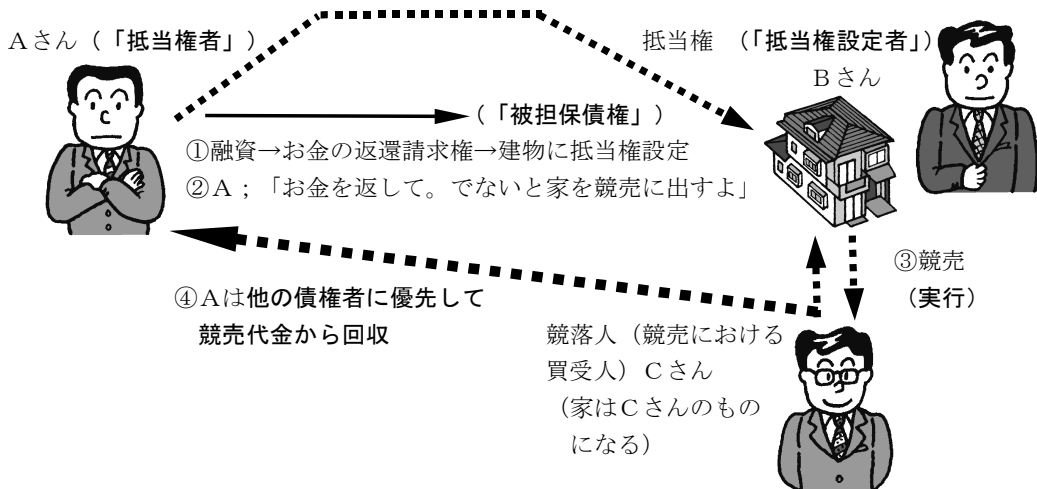 Aさん(「抵当権者」)
抵当権 (「抵当権設定者」)
Bさん
(「被担保債権」)
①融資→お金の返還請求権→建物に抵当権設定
②A;「お金を返して。でないと家を競売に出すよ」
③競売
(実行)
④Aは他の債権者に優先して
競売代金から回収
競落人(競売における
買受人)Cさん
(家はCさんのもの
になる)